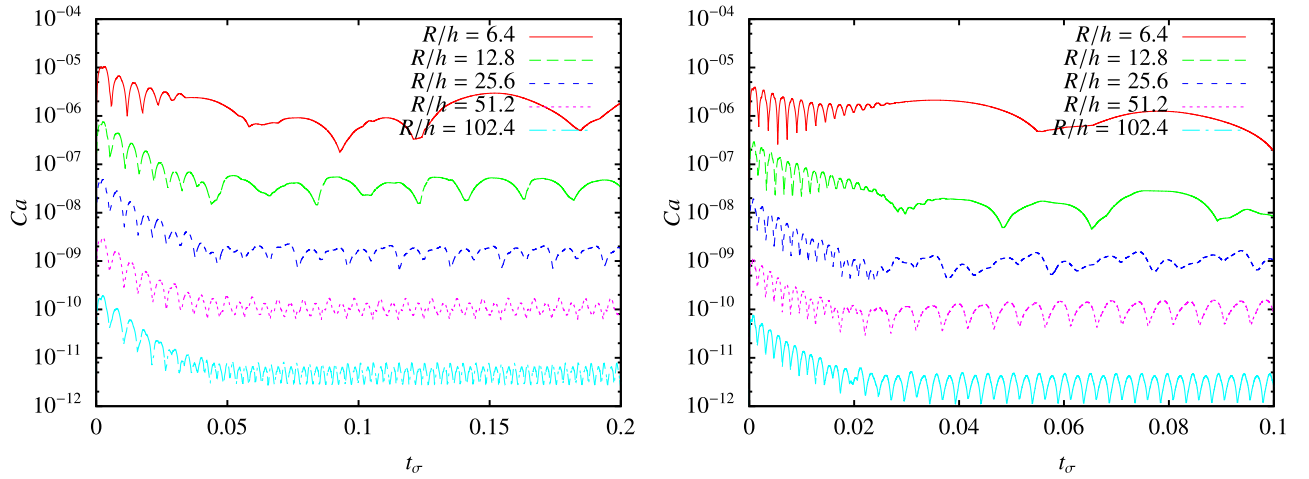 10⁻⁰⁴
10⁻⁰⁵
10⁻⁰⁶
10⁻⁰⁷
10⁻⁰⁸
10⁻⁰⁹
10⁻¹⁰
10⁻¹¹
10⁻¹²
Ca
R/h = 6.4
R/h = 12.8
R/h = 25.6
R/h = 51.2
R/h = 102.4
0 0.05 0.1 0.15 0.2
tσ
10⁻⁰⁴
10⁻⁰⁵
10⁻⁰⁶
10⁻⁰⁷
10⁻⁰⁸
10⁻⁰⁹
10⁻¹⁰
10⁻¹¹
10⁻¹²
Ca
R/h = 6.4
R/h = 12.8
R/h = 25.6
R/h = 51.2
R/h = 102.4
0 0.02 0.04 0.06 0.08 0.1
tσ